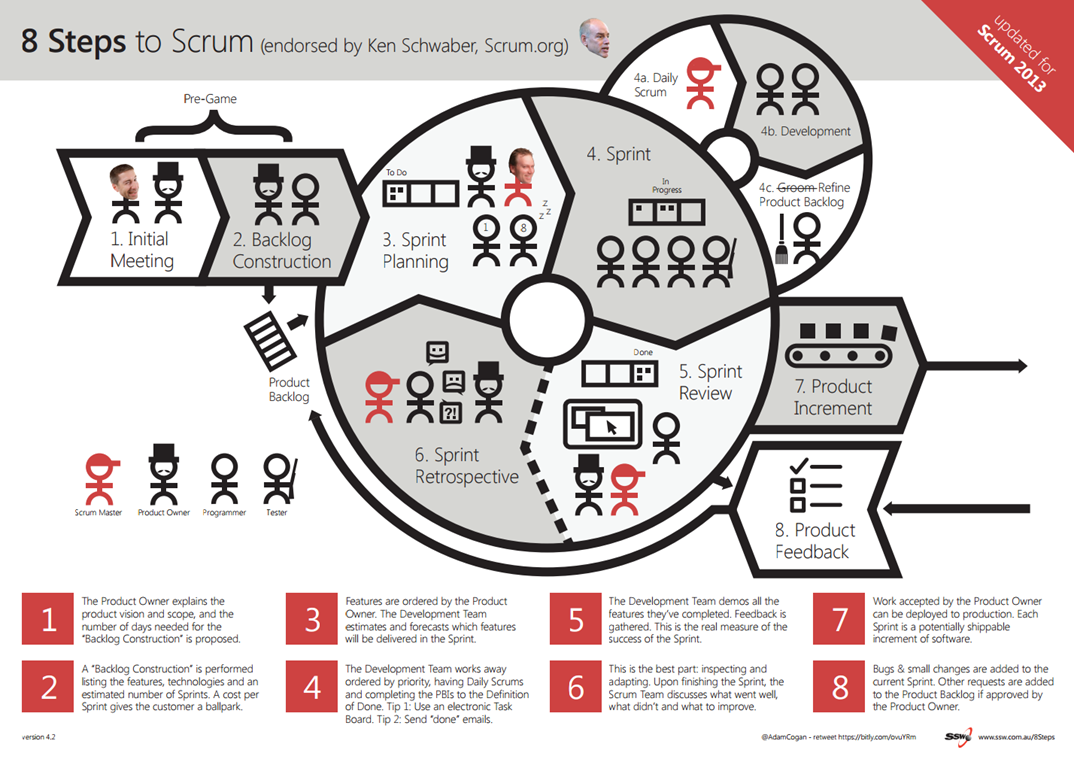 8 Steps to Scrum (endorsed by Ken Schwaber, Scrum.org)
updated for
Scrum 2013
Pre-Game
1. Initial
Meeting
2. Backlog
Construction
Product
Backlog
To Do
z
z
z
1
8
3. Sprint
Planning
4. Sprint
In
Progress
4a. Daily
Scrum
4b. Development
4c. Groom Refine
Product Backlog
Done
5. Sprint
Review
?!
6. Sprint
Retrospective
7. Product
Increment
8. Product
Feedback
Scrum Master
Product Owner
Programmer
Tester
1
The Product Owner explains the
product vision and scope, and the
number of days needed for the
"Backlog Construction" is proposed.
2
A "Backlog Construction" is performed
listing the features, technologies and an
estimated number of Sprints. A cost per
Sprint gives the customer a ballpark.
3
Features are ordered by the Product
Owner. The Development Team
estimates and forecasts which features
will be delivered in the Sprint.
4
The Development Team works away
ordered by priority, having Daily Scrums
and completing the PBIs to the Definition
of Done. Tip 1: Use an electronic Task
Board. Tip 2: Send "done" emails.
5
The Development Team demos all the
features they've completed. Feedback is
gathered. This is the real measure of the
success of the Sprint.
6
This is the best part: inspecting and
adapting. Upon finishing the Sprint, the
Scrum Team discusses what went well,
what didn't and what to improve.
7
Work accepted by the Product Owner
can be deployed to production. Each
Sprint is a potentially shippable
increment of software.
8
Bugs & small changes are added to the
current Sprint. Other requests are added
to the Product Backlog if approved by
the Product Owner.
version 4.2
@AdamCogan - retweet https://bitly.com/ovuYRm
SSW
www.ssw.com.au/8Steps